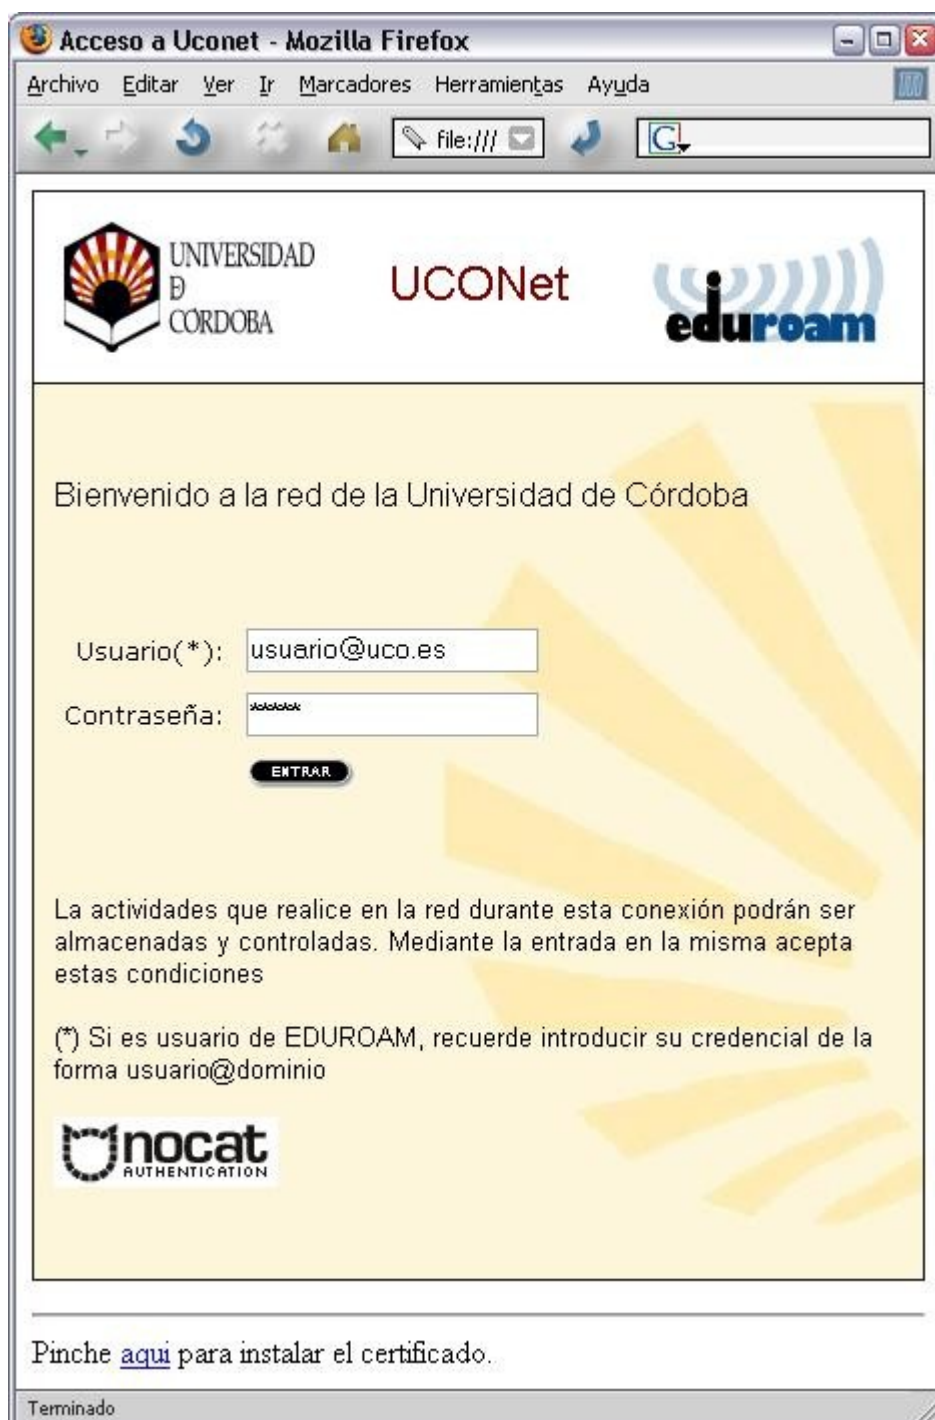 Acceso a Uconet - Mozilla Firefox
Archivo Editar Ver Ir Marcadores Herramientas Ayuda
file:/// G
UNIVERSIDAD
Ð
CÓRDOBA
UCONet
eduroam
Bienvenido a la red de la Universidad de Córdoba
Usuario(*): usuario@uco.es
Contraseña: ******
ENTRAR
La actividades que realice en la red durante esta conexión podrán ser
almacenadas y controladas. Mediante la entrada en la misma acepta
estas condiciones
(*) Si es usuario de EDUROAM, recuerde introducir su credencial de la
forma usuario@dominio
nocat
AUTHENTICATION
Pinche aqui para instalar el certificado.
Terminado